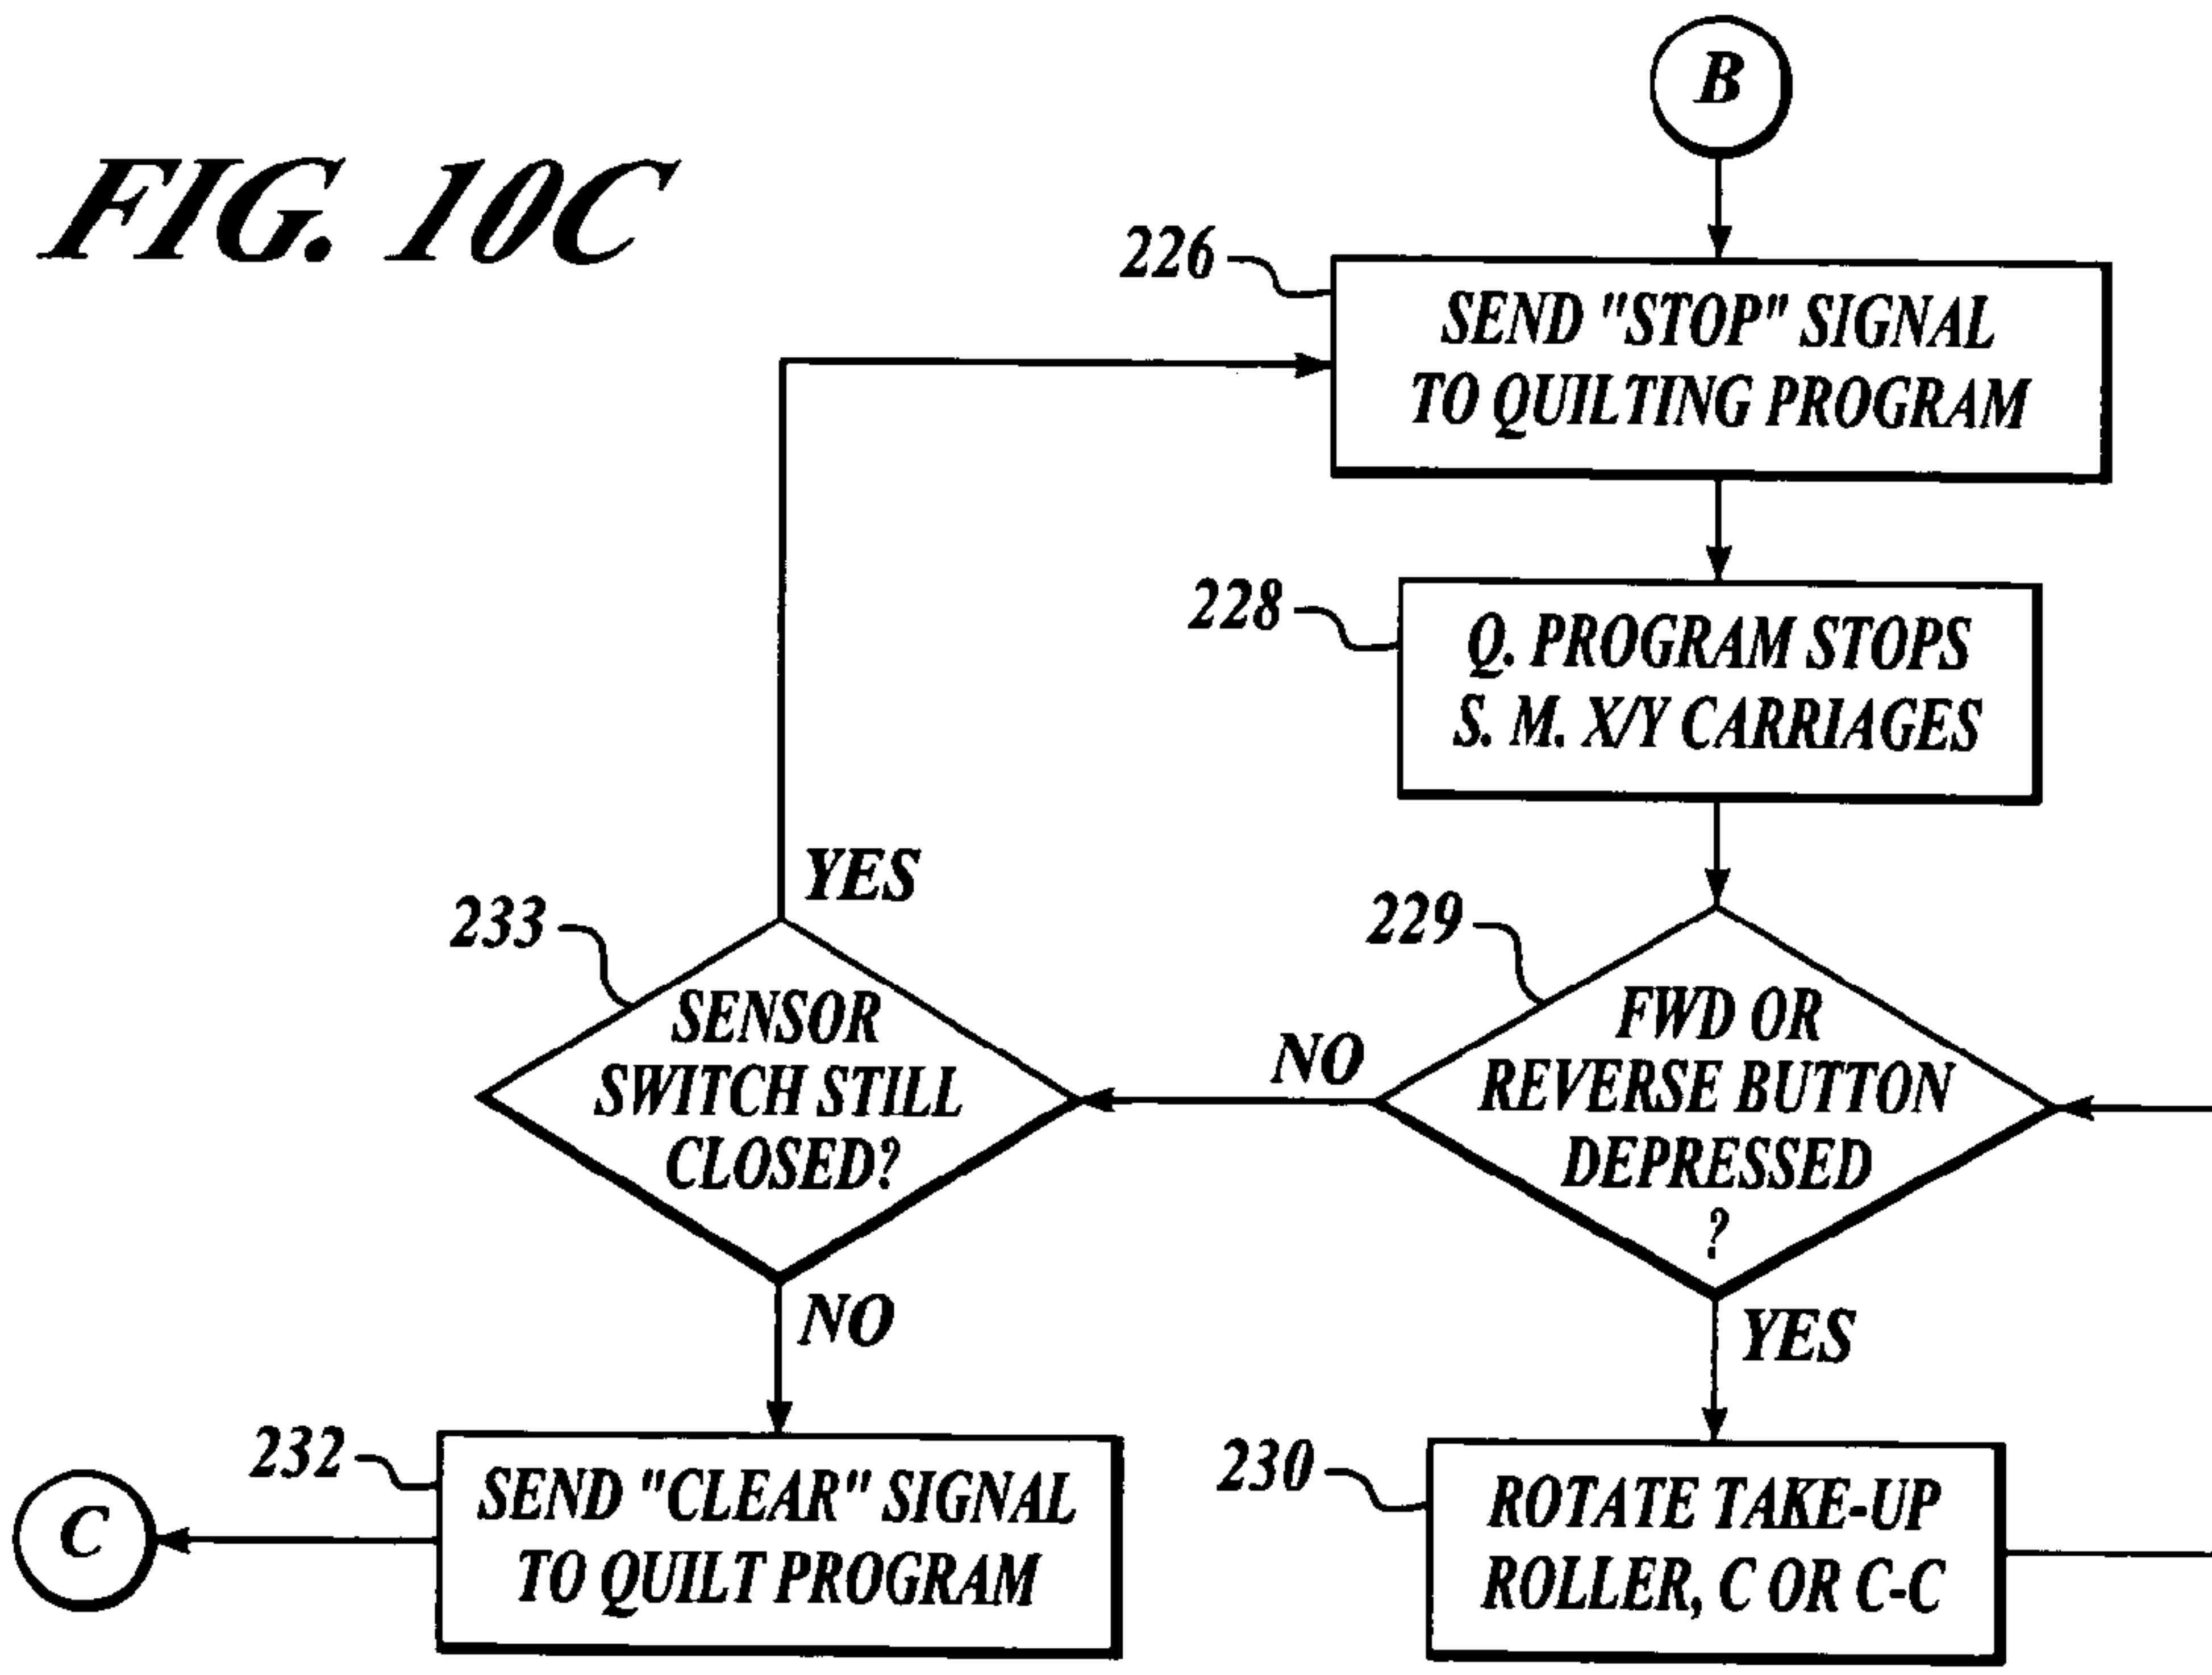 FIG. 10C
B
226
SEND "STOP" SIGNAL
TO QUILTING PROGRAM
228
Q. PROGRAM STOPS
S. M. X/Y CARRIAGES
YES
233
SENSOR
SWITCH STILL
CLOSED?
NO
229
FWD OR
REVERSE BUTTON
DEPRESSED
?
NO
YES
232
SEND "CLEAR" SIGNAL
TO QUILT PROGRAM
C
230
ROTATE TAKE-UP
ROLLER, C OR C-C